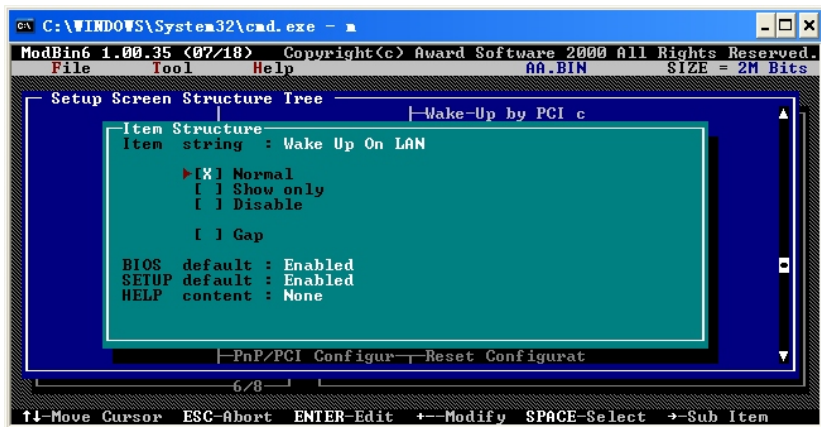 C:\WINDOWS\System32\cmd.exe - m
ModBin6 1.00.35 (07/18) Copyright(c) Award Software 2000 All Rights Reserved.
File Tool Help AA.BIN SIZE = 2M Bits
Setup Screen Structure Tree
Wake-Up by PCI c
Item Structure
Item string : Wake Up On LAN
[X] Normal
[ ] Show only
[ ] Disable
[ ] Gap
BIOS default : Enabled
SETUP default : Enabled
HELP content : None
PnP/PCI Configur Reset Configurat
6/8
↑↓-Move Cursor ESC-Abort ENTER-Edit +--Modify SPACE-Select →-Sub Item